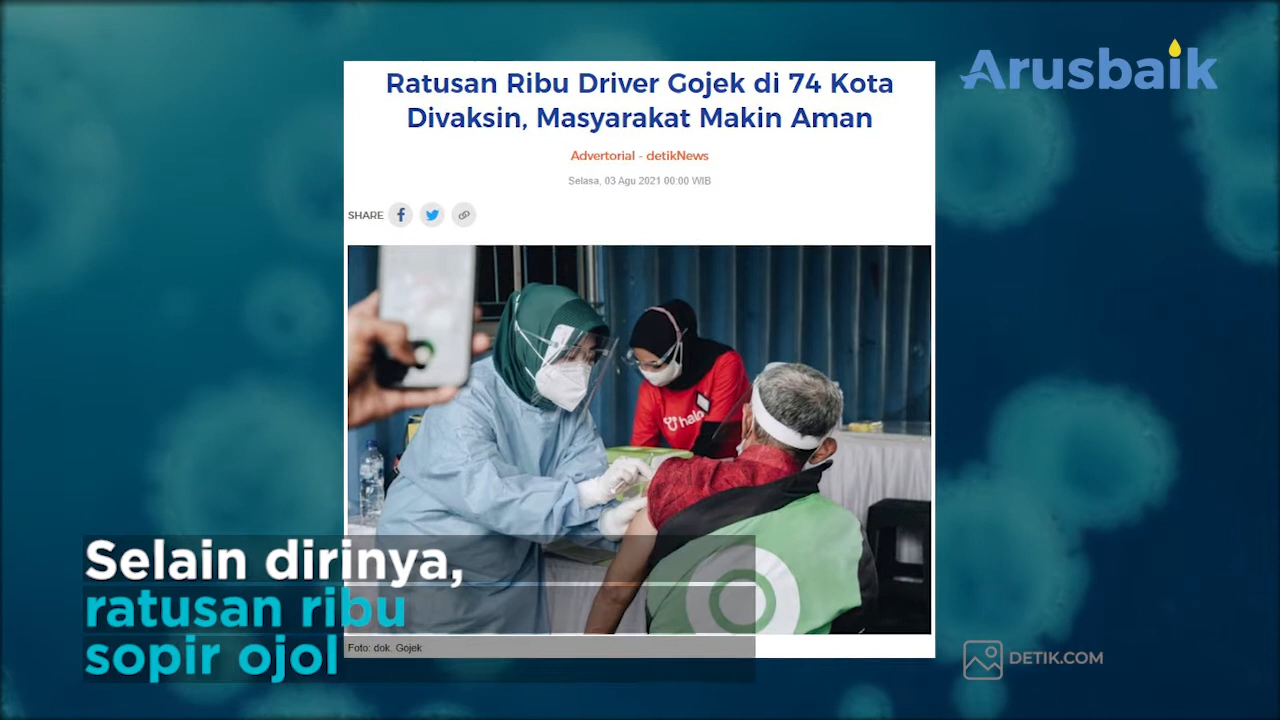 Arusbaik
Ratusan Ribu Driver Gojek di 74 Kota
Divaksin, Masyarakat Makin Aman
Advertorial - detikNews
Selasa, 03 Agu 2021 00:00 WIB
SHARE
halo
Selain dirinya,
ratusan ribu
sopir ojol
Foto: dok. Gojek
DETIK.COM